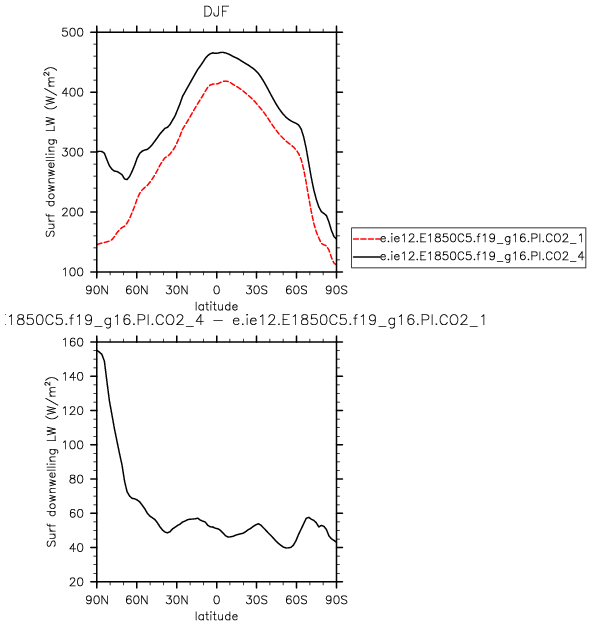 DJF
Surf downwelling LW (W/m²)
500
400
300
200
100
90N 60N 30N 0 30S 60S 90S
latitude
e.ie12.E1850C5.f19_g16.PI.CO2_1
e.ie12.E1850C5.f19_g16.PI.CO2_4
.1850C5.f19_g16.PI.CO2_4 – e.ie12.E1850C5.f19_g16.PI.CO2_1
Surf downwelling LW (W/m²)
160
140
120
100
80
60
40
20
90N 60N 30N 0 30S 60S 90S
latitude